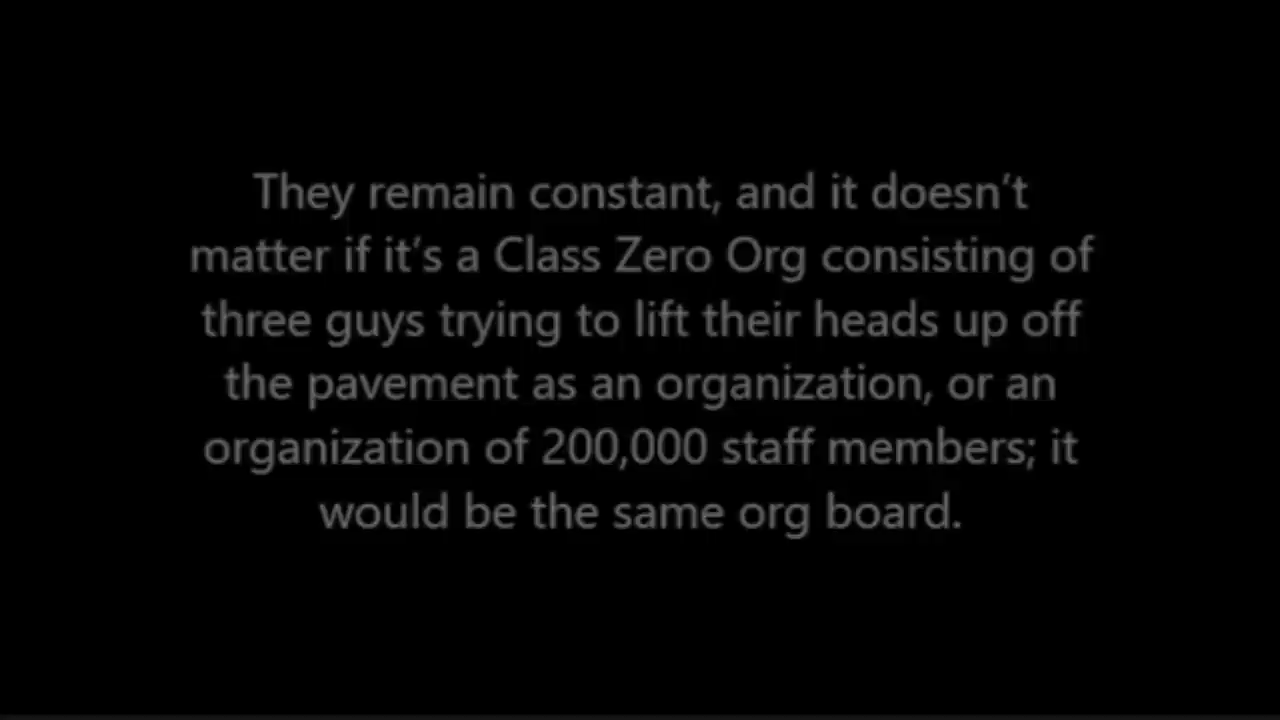 They remain constant, and it doesn’t
matter if it’s a Class Zero Org consisting of
three guys trying to lift their heads up off
the pavement as an organization, or an
organization of 200,000 staff members; it
would be the same org board.